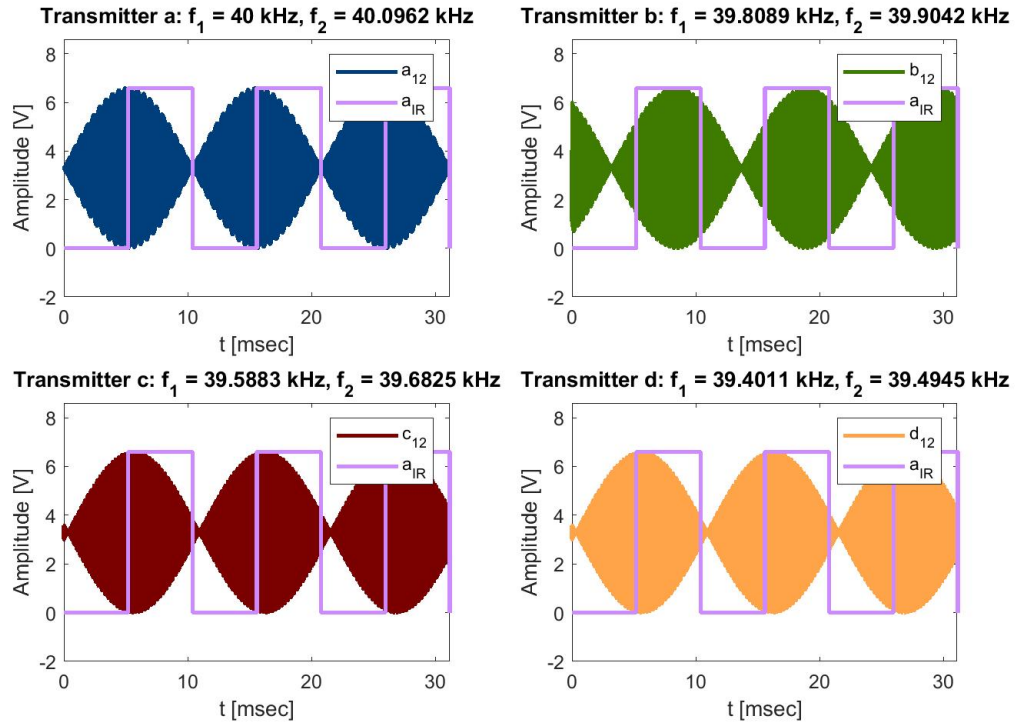 Transmitter a: f1 = 40 kHz, f2 = 40.0962 kHz
8
6
4
2
0
-2
Amplitude [V]
a12
aIR
0
10
20
30
t [msec]
Transmitter b: f1 = 39.8089 kHz, f2 = 39.9042 kHz
8
6
4
2
0
-2
Amplitude [V]
b12
aIR
0
10
20
30
t [msec]
Transmitter c: f1 = 39.5883 kHz, f2 = 39.6825 kHz
8
6
4
2
0
-2
Amplitude [V]
c12
aIR
0
10
20
30
t [msec]
Transmitter d: f1 = 39.4011 kHz, f2 = 39.4945 kHz
8
6
4
2
0
-2
Amplitude [V]
d12
aIR
0
10
20
30
t [msec]